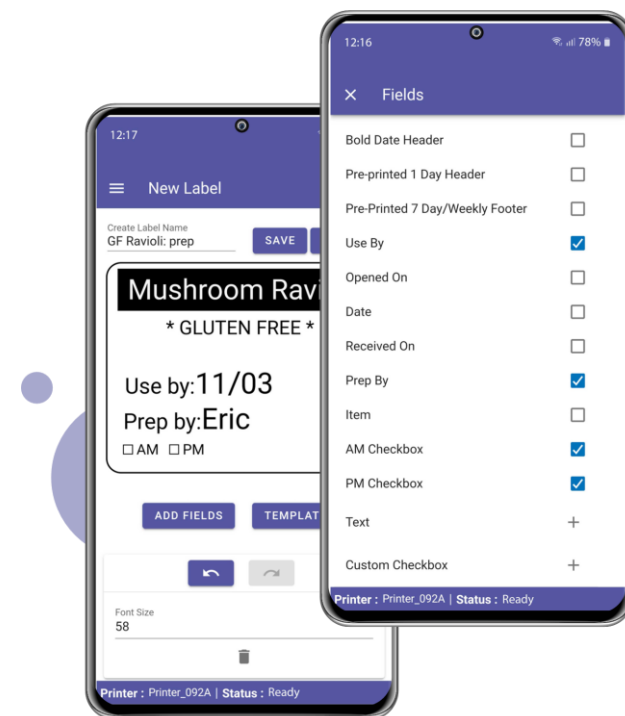 12:17
New Label
Create Label Name
GF Ravioli: prep
SAVE
Mushroom
* GLUTEN FREE *
Use by:11/03
Prep by:Eric
AM PM
ADD FIELDS
Font Size
58
Printer : Printer_092A | Status : Ready
12:16
78%
Fields
Bold Date Header
Pre-printed 1 Day Header
Pre-Printed 7 Day/Weekly Footer
Use By
Opened On
Date
Received On
Prep By
Item
AM Checkbox
PM Checkbox
Text
Custom Checkbox
Printer : Printer_092A | Status : Ready